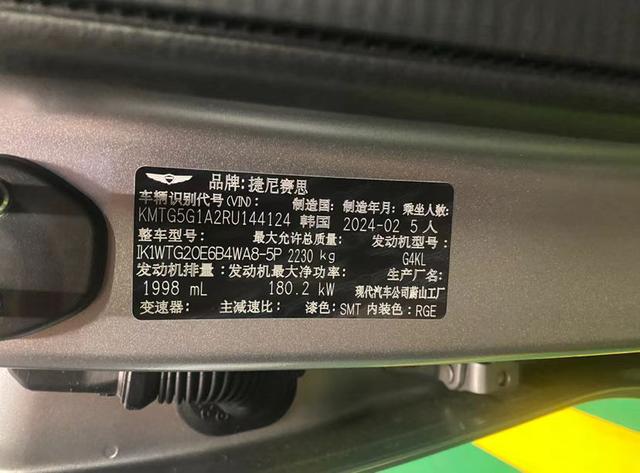 品牌: 捷尼赛思
车辆识别代号(VIN): 制造国: 制造年月: 乘坐人数:
KMTG5G1A2RU144124 韩国 2024-02 5人
整车型号: 最大允许总质量: 发动机型号:
IK1WTG20E6B4WA8-5P 2230 kg G4KL
发动机排量: 发动机最大净功率: 生产厂名:
1998 mL 180.2 kW 现代汽车公司蔚山工厂
变速器: 主减速比: 漆色: SMT 内装色: RGE